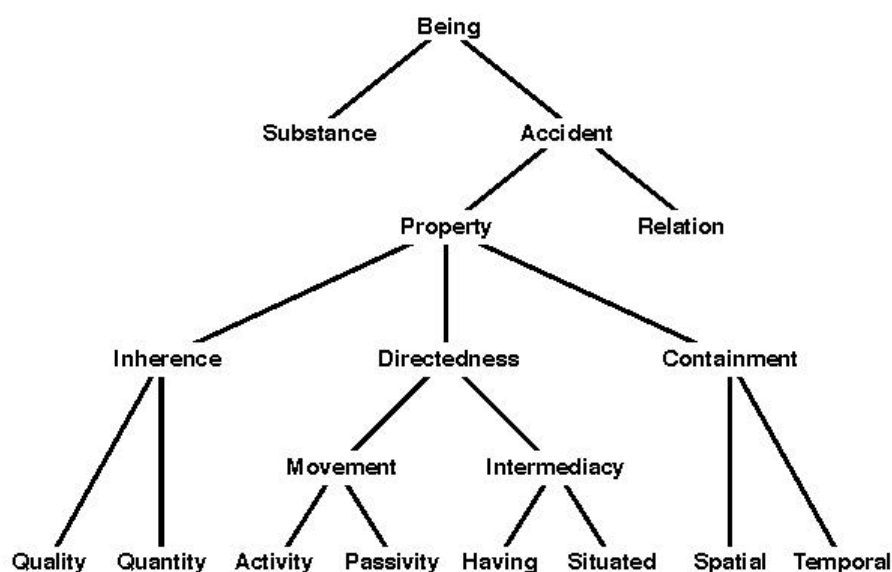 Being
Substance Accident
Property Relation
Inherence Directedness Containment
Movement Intermediacy
Quality Quantity Activity Passivity Having Situated Spatial Temporal